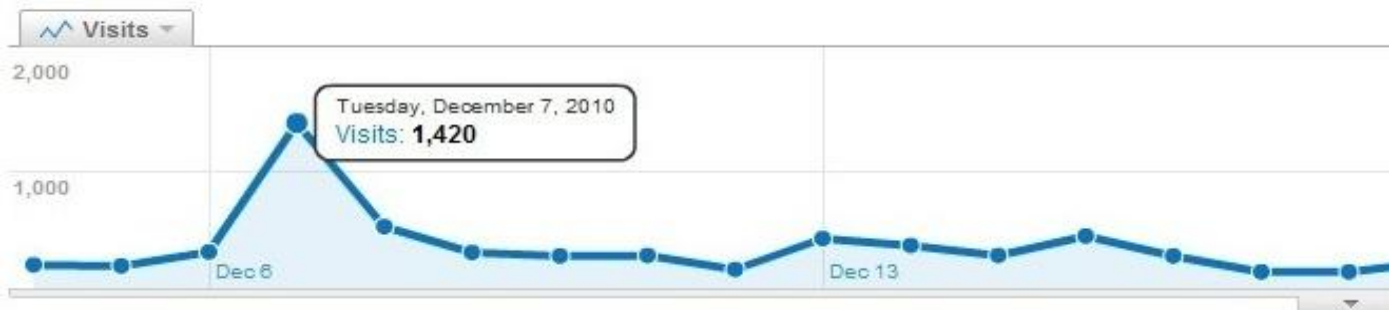 Visits
2,000
Tuesday, December 7, 2010
Visits: 1,420
1,000
Dec 6
Dec 13